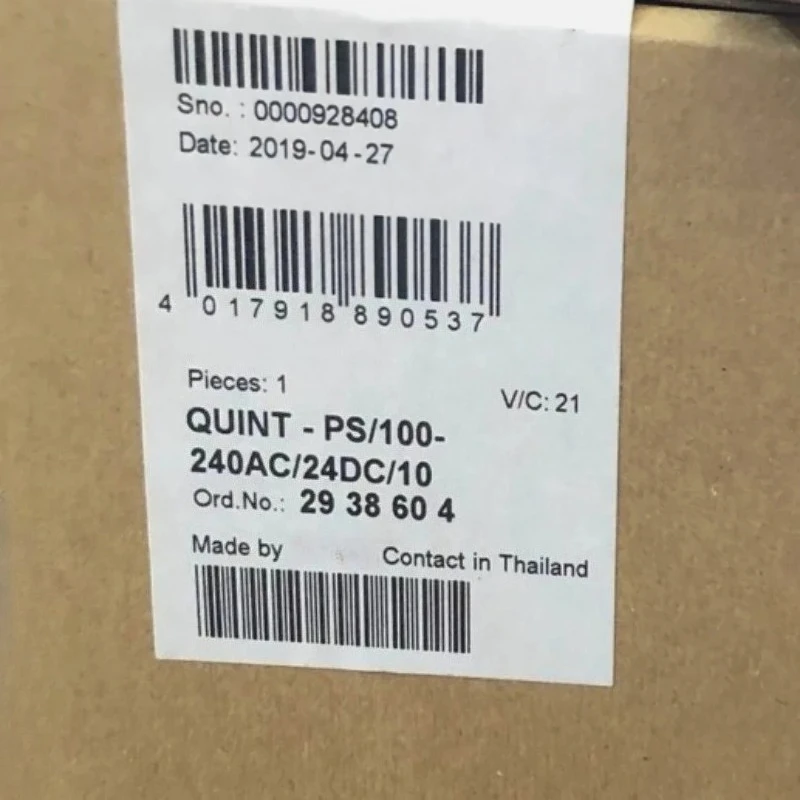 Sno. : 0000928408
Date: 2019-04-27
4 017918 890537
Pieces: 1
V/C: 21
QUINT - PS/100-
240AC/24DC/10
Ord.No.: 29 38 60 4
Made by Contact in Thailand